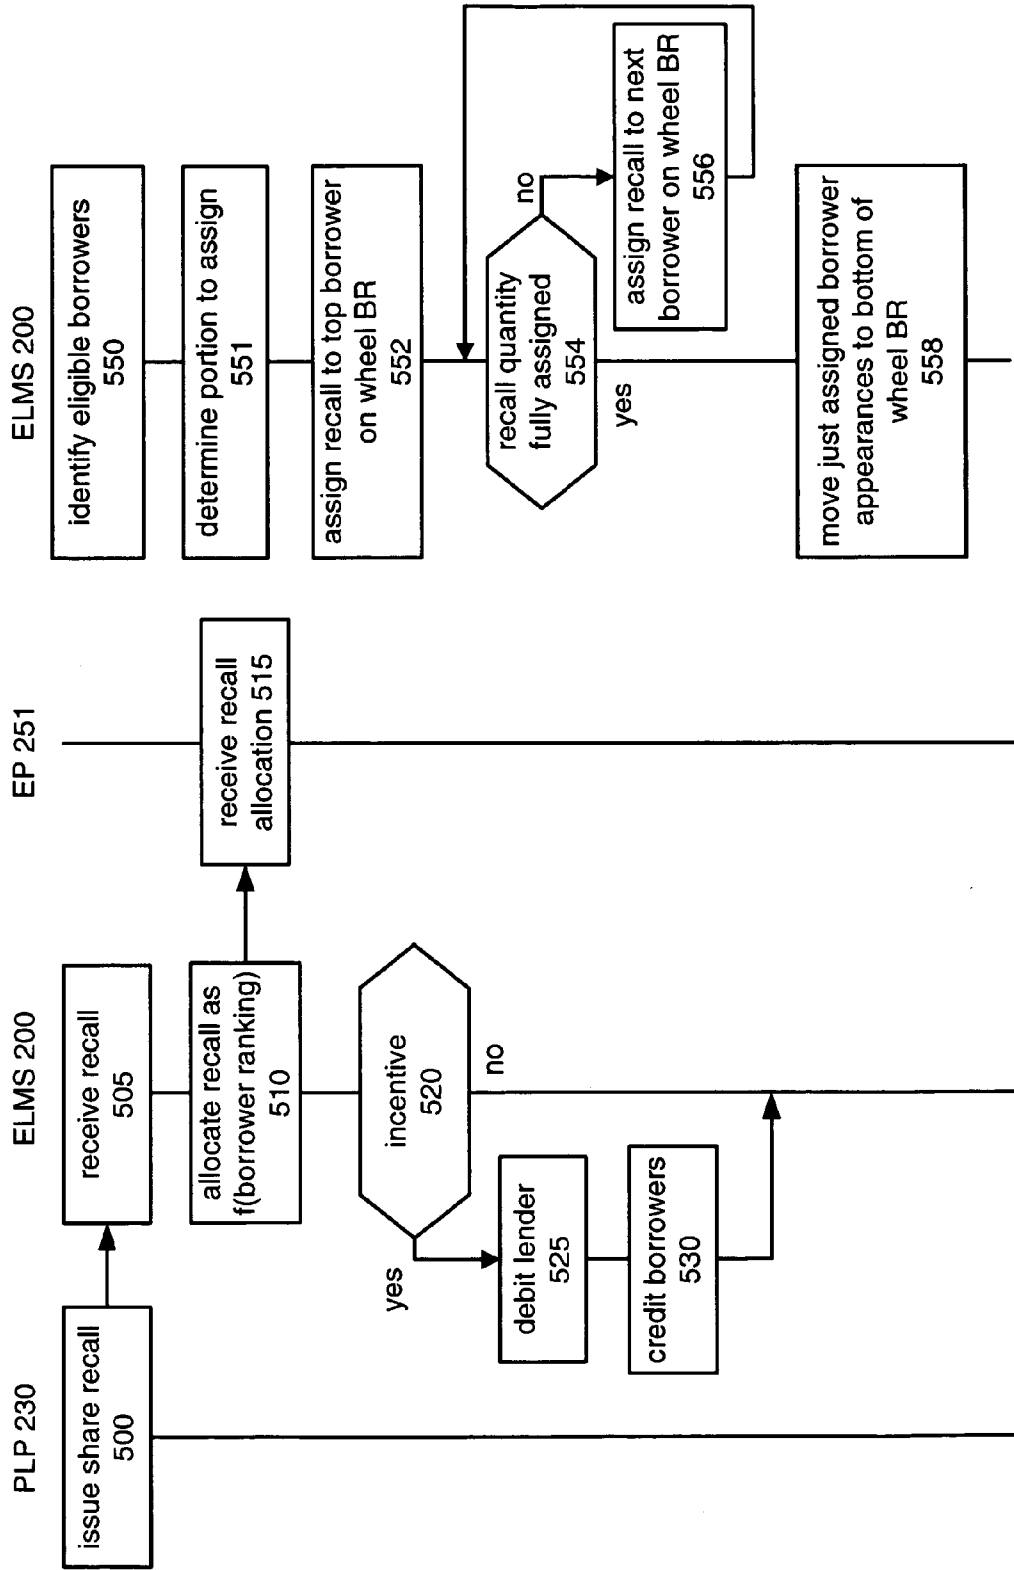 PLP 230
issue share recall
500
ELMS 200
receive recall
505
allocate recall as
f(borrower ranking)
510
incentive
520
yes
no
debit lender
525
credit borrowers
530
EP 251
receive recall
allocation 515
ELMS 200
identify eligible borrowers
550
determine portion to assign
551
assign recall to top borrower
on wheel BR
552
recall quantity
fully assigned
554
no
yes
assign recall to next
borrower on wheel BR
556
move just assigned borrower
appearances to bottom of
wheel BR
558